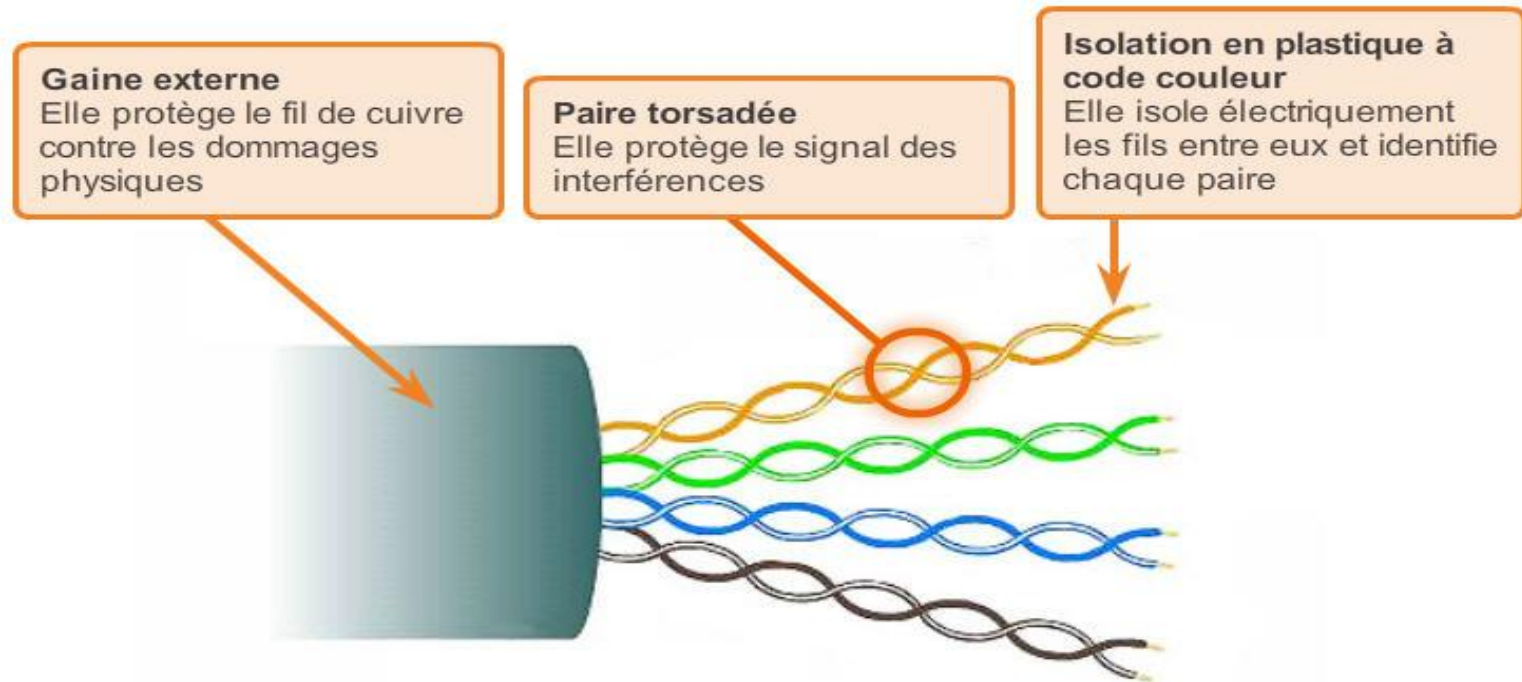 Gaine externe
Elle protège le fil de cuivre
contre les dommages
physiques
Paire torsadée
Elle protège le signal des
interférences
Isolation en plastique à
code couleur
Elle isole électriquement
les fils entre eux et identifie
chaque paire